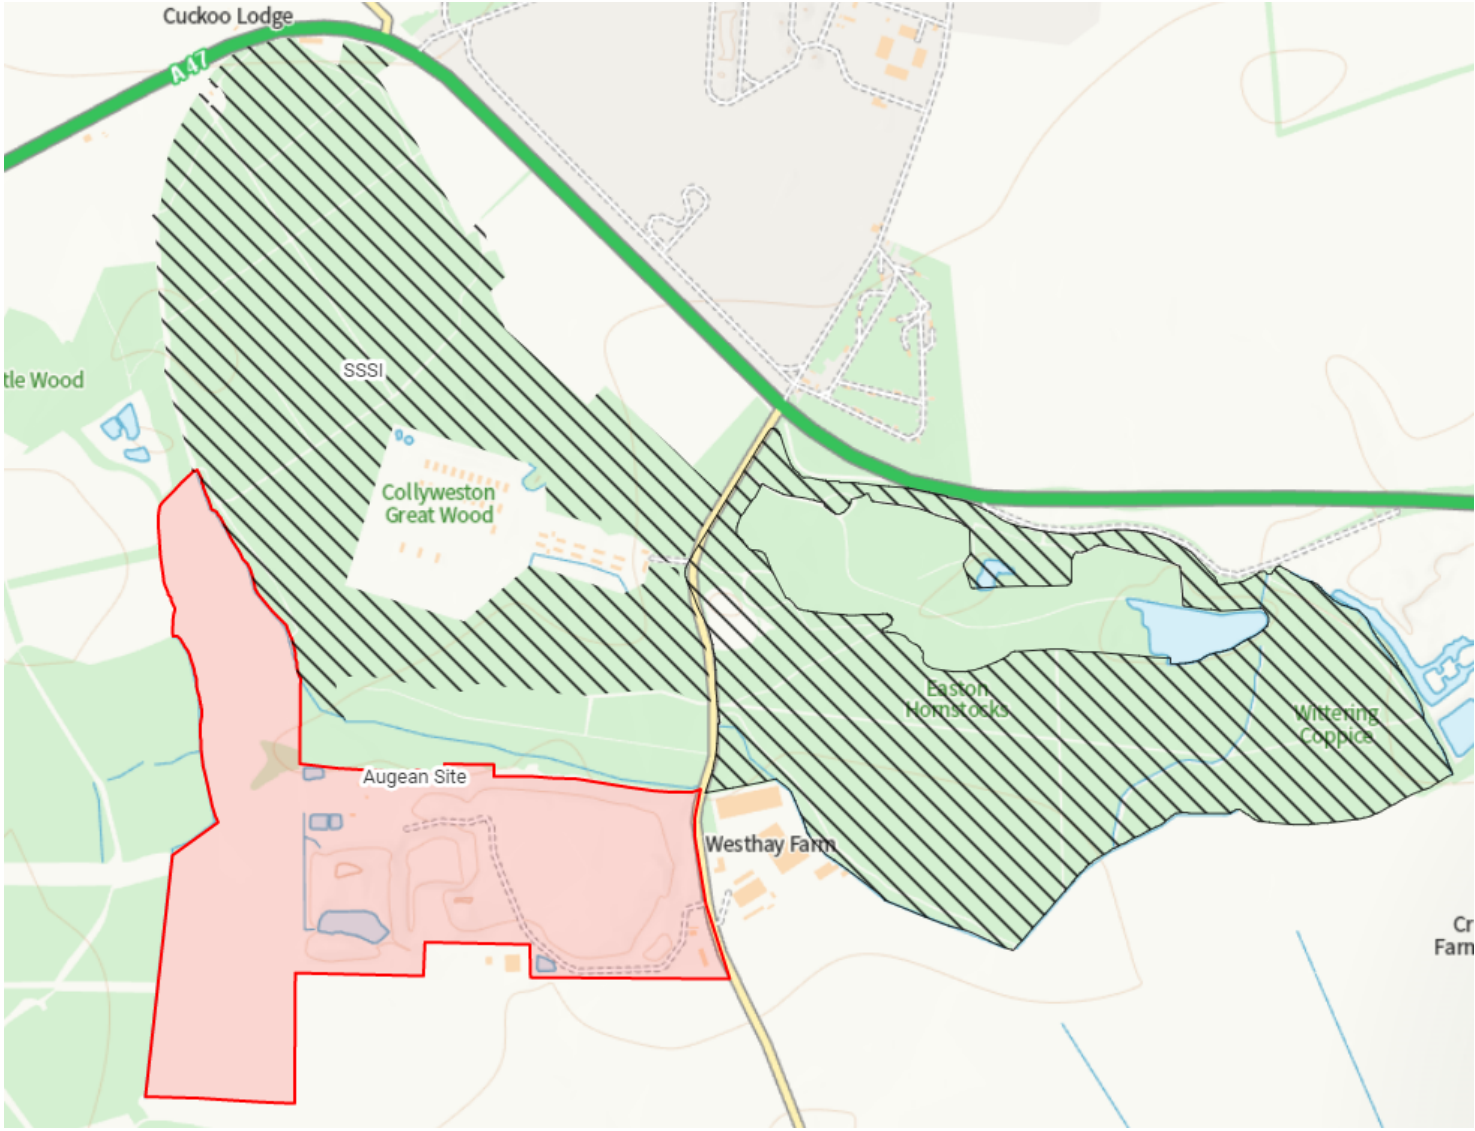 Cuckoo Lodge
A47
SSSI
tle Wood
Collyweston
Great Wood
Easton
Hornstocks
Wittering
Coppice
Augean Site
Westhay Farm
Cr
Farm